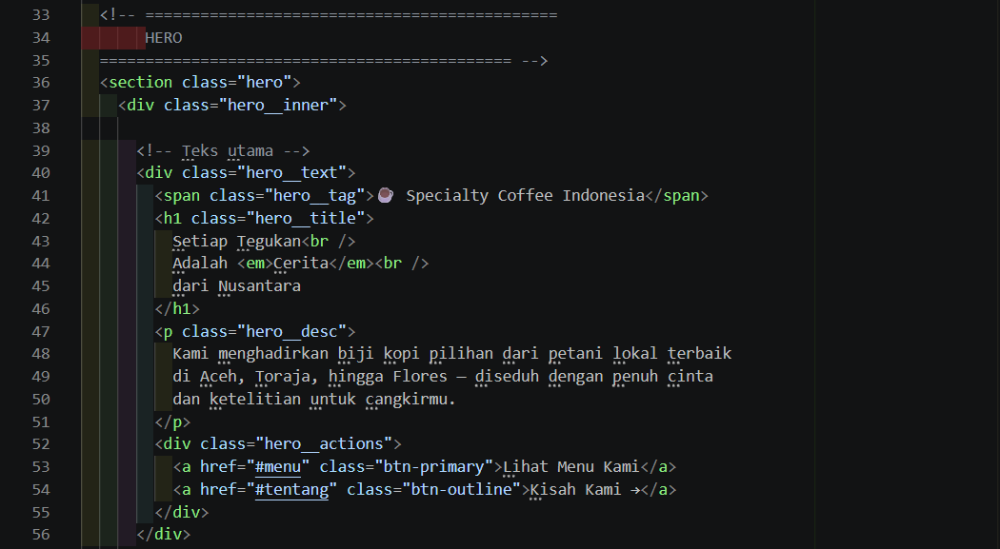 33 <!-- =============================================
34 HERO
35 ============================================= -->
36 <section class="hero">
37 <div class="hero__inner">
38
39 <!-- Teks utama -->
40 <div class="hero__text">
41 <span class="hero__tag">☕ Specialty Coffee Indonesia</span>
42 <h1 class="hero__title">
43 Setiap Tegukan<br />
44 Adalah <em>Cerita</em><br />
45 dari Nusantara
46 </h1>
47 <p class="hero__desc">
48 Kami menghadirkan biji kopi pilihan dari petani lokal terbaik
49 di Aceh, Toraja, hingga Flores — diseduh dengan penuh cinta
50 dan ketelitian untuk cangkirmu.
51 </p>
52 <div class="hero__actions">
53 <a href="#menu" class="btn-primary">Lihat Menu Kami</a>
54 <a href="#tentang" class="btn-outline">Kisah Kami →</a>
55 </div>
56 </div>